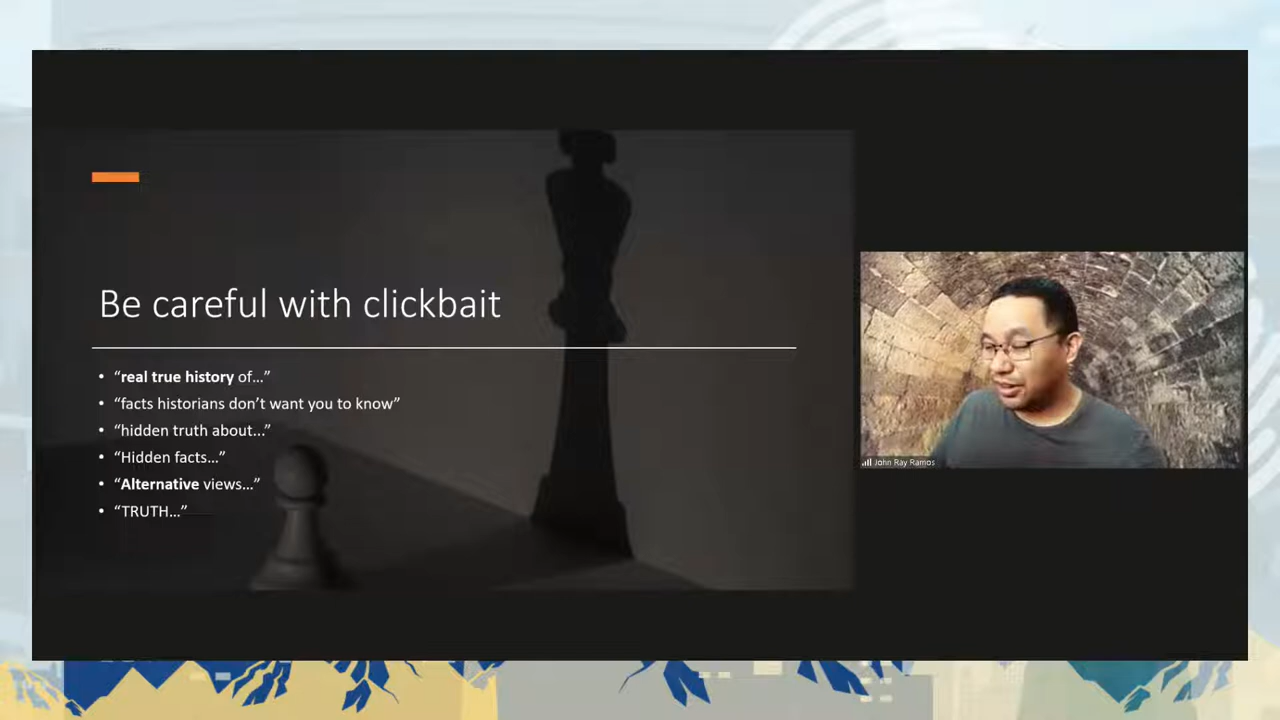 Be careful with clickbait
• “real true history of…”
• “facts historians don’t want you to know”
• “hidden truth about…”
• “Hidden facts…”
• “Alternative views…”
• “TRUTH…”
John Ray Ramos